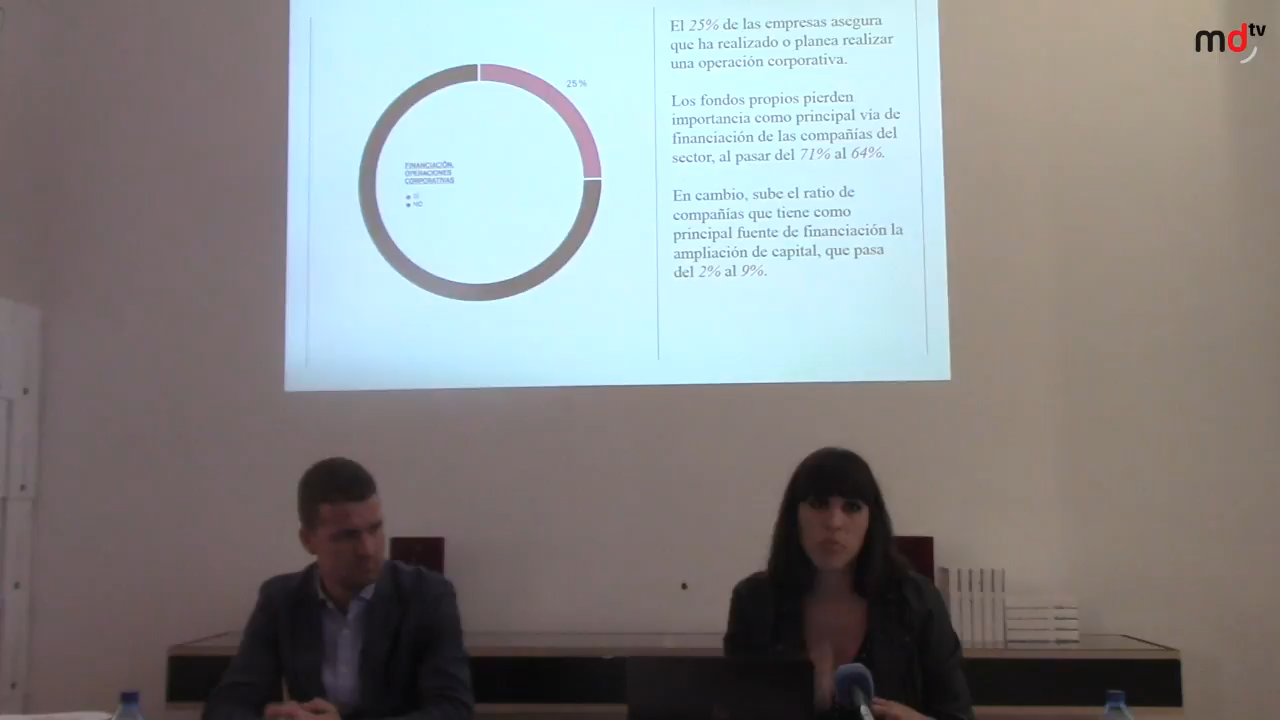 mdtv
25%
FINANCIACIÓN,
OPERACIONES
CORPORATIVAS
SÍ
NO
El 25% de las empresas asegura
que ha realizado o planea realizar
una operación corporativa.
Los fondos propios pierden
importancia como principal vía de
financiación de las compañías del
sector, al pasar del 71% al 64%.
En cambio, sube el ratio de
compañías que tiene como
principal fuente de financiación la
ampliación de capital, que pasa
del 2% al 9%.